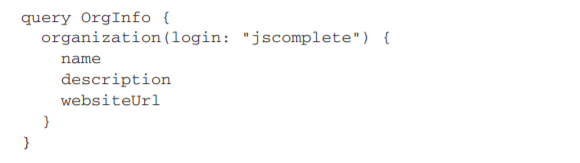 query OrgInfo {
  organization(login: "jscomplete") {
    name
    description
    websiteUrl
  }
}